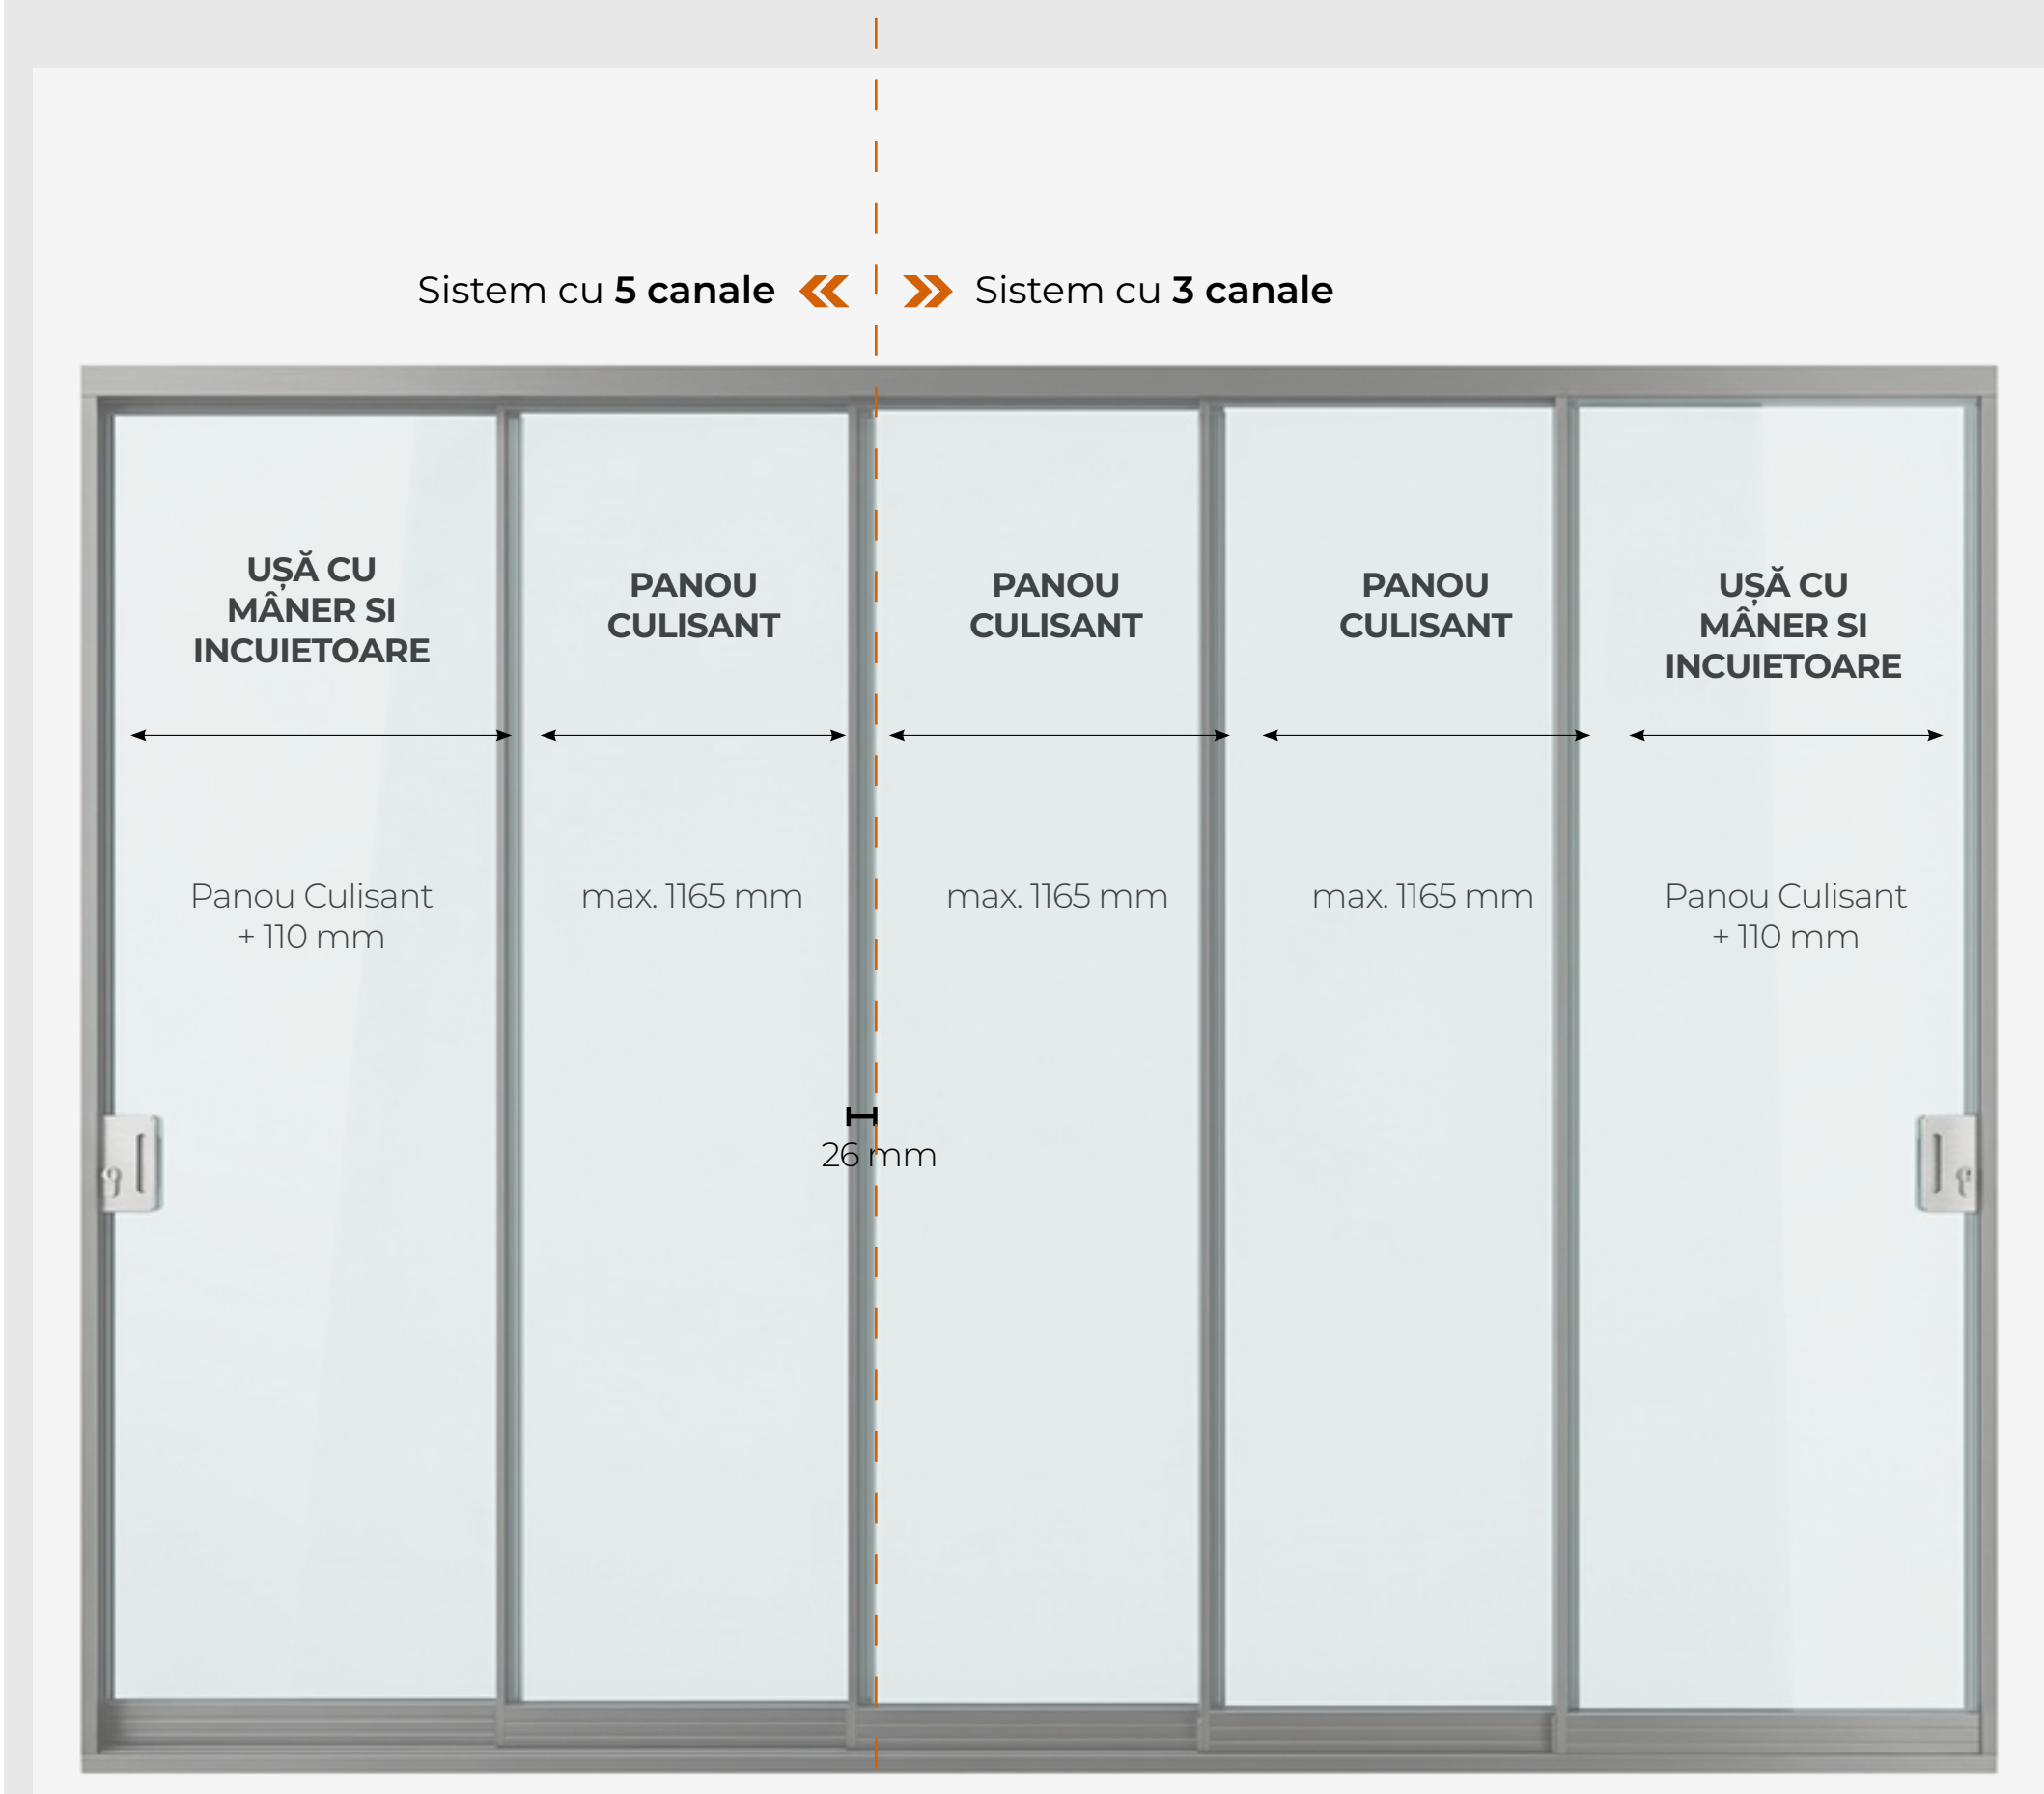 Sistem cu 5 canale
Sistem cu 3 canale
UȘĂ CU
MÂNER SI
INCUIETOARE
PANOU
CULISANT
PANOU
CULISANT
PANOU
CULISANT
UȘĂ CU
MÂNER SI
INCUIETOARE
Panou Culisant
+ 110 mm
max. 1165 mm
max. 1165 mm
max. 1165 mm
Panou Culisant
+ 110 mm
26 mm